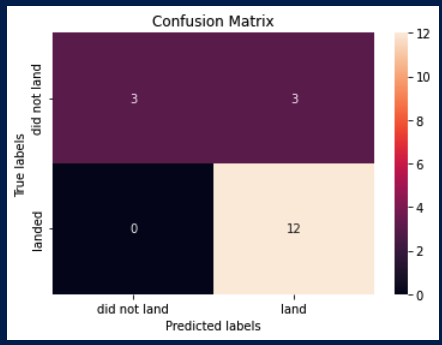 Confusion Matrix
True labels
did not land
landed
3
3
0
12
did not land
land
Predicted labels
12
10
8
6
4
2
0